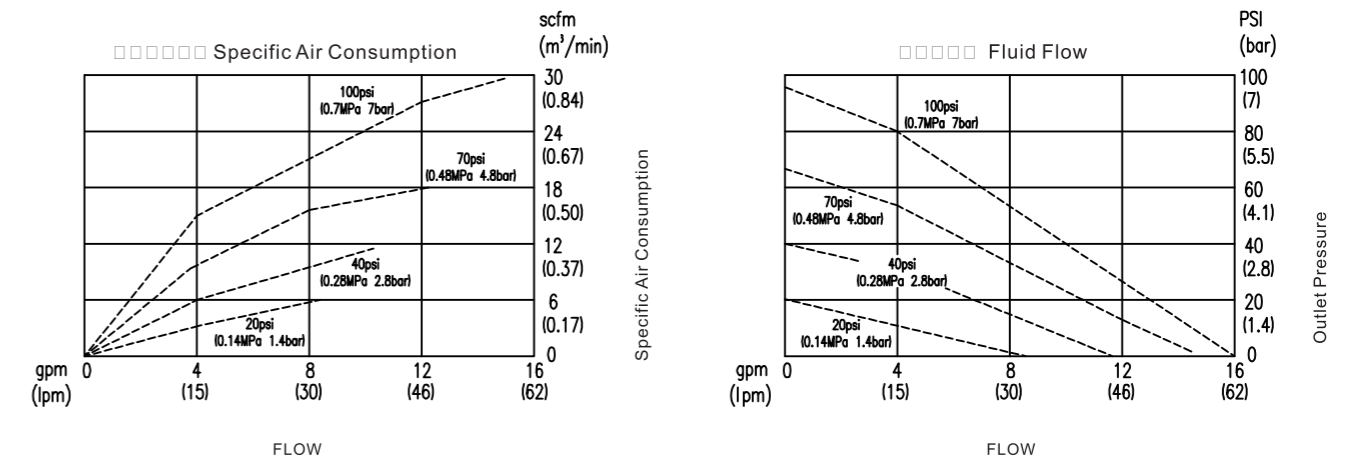 scfm
(m³/min)
□□□□□□ Specific Air Consumption
30
(0.84)
24
(0.67)
18
(0.50)
12
(0.37)
6
(0.17)
0
100psi
(0.7MPa 7bar)
70psi
(0.48MPa 4.8bar)
40psi
(0.28MPa 2.8bar)
20psi
(0.14MPa 1.4bar)
gpm 0 4 8 12 16
(lpm) (15) (30) (46) (62)
FLOW
Specific Air Consumption
PSI
(bar)
□□□□□ Fluid Flow
100
(7)
80
(5.5)
60
(4.1)
40
(2.8)
20
(1.4)
0
100psi
(0.7MPa 7bar)
70psi
(0.48MPa 4.8bar)
40psi
(0.28MPa 2.8bar)
20psi
(0.14MPa 1.4bar)
gpm 0 4 8 12 16
(lpm) (15) (30) (46) (62)
FLOW
Outlet Pressure